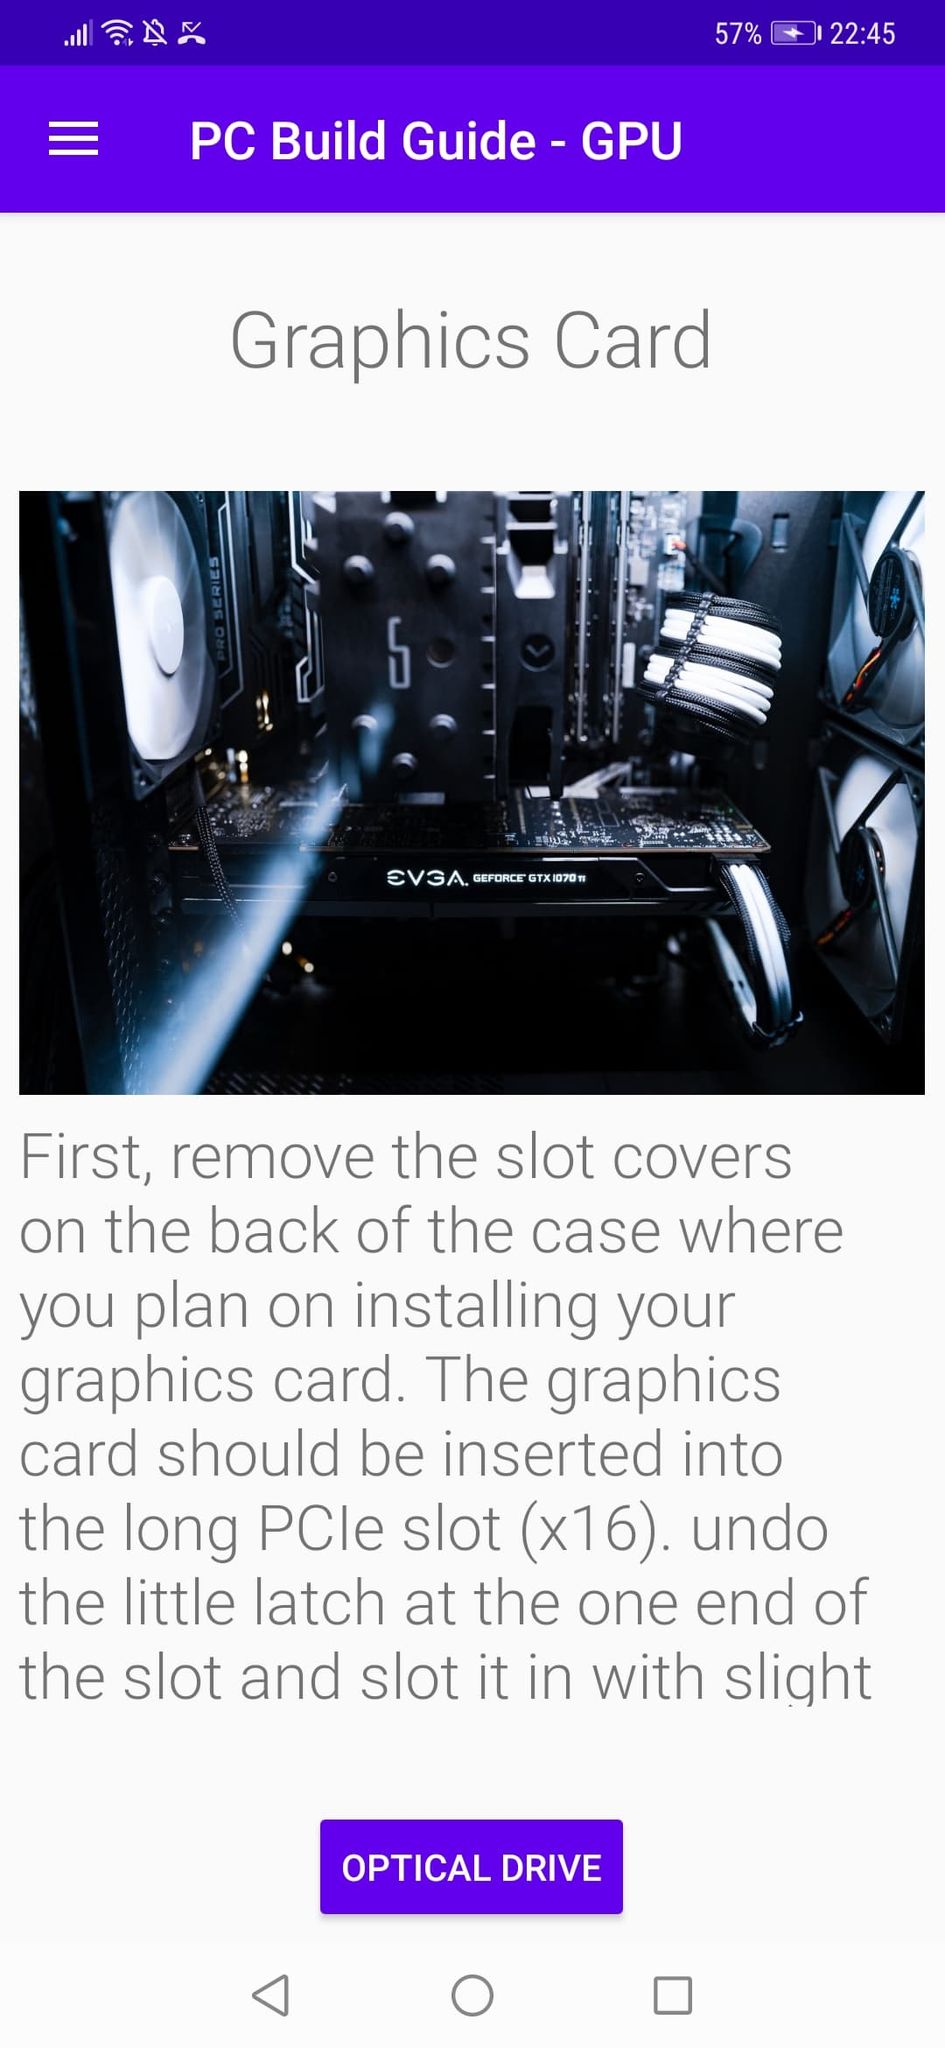 57% 22:45
PC Build Guide - GPU
Graphics Card
PRO SERIES
5
EVGA. GEFORCE GTX 1070 Ti
First, remove the slot covers
on the back of the case where
you plan on installing your
graphics card. The graphics
card should be inserted into
the long PCIe slot (x16). undo
the little latch at the one end of
the slot and slot it in with slight
OPTICAL DRIVE